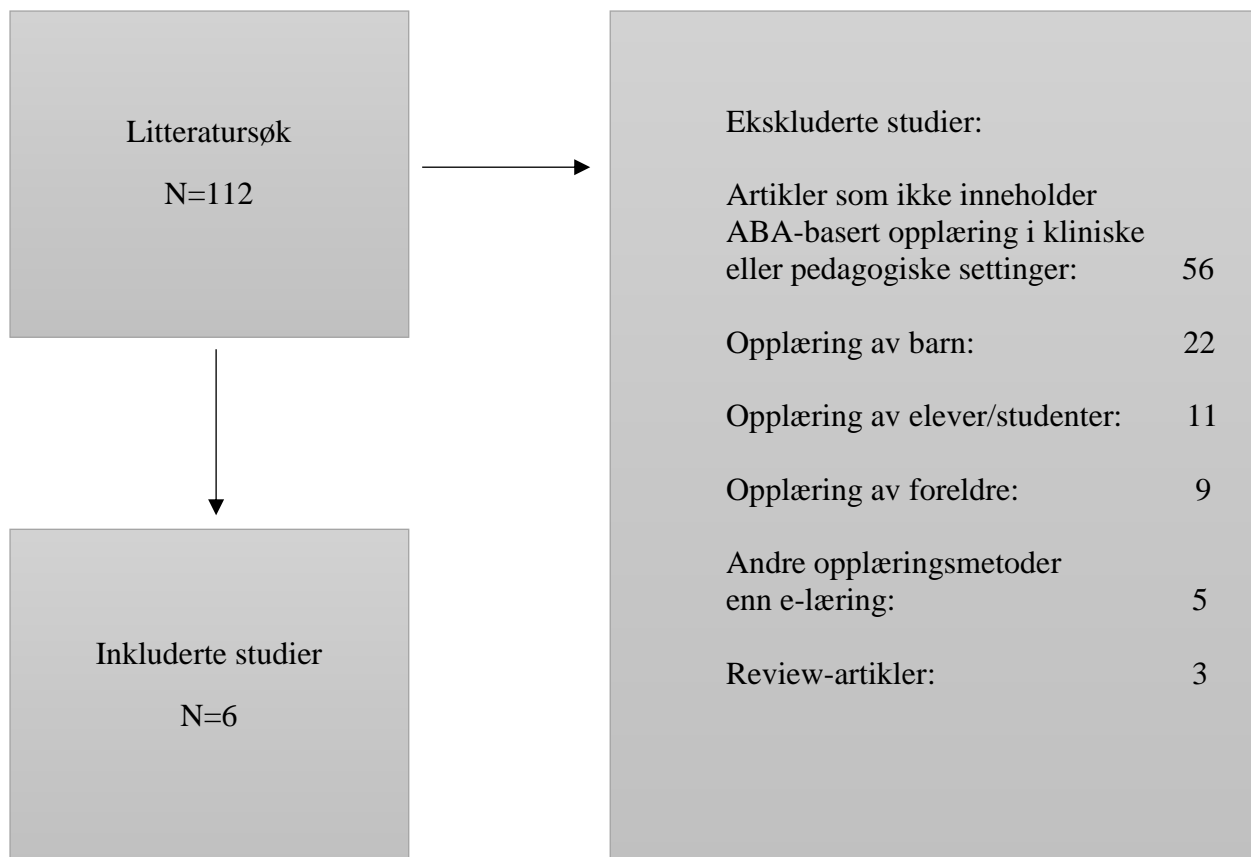 Litteratursøk
N=112
Ekskluderte studier:
Artikler som ikke inneholder
ABA-basert opplæring i kliniske
eller pedagogiske settinger: 56
Opplæring av barn: 22
Opplæring av elever/studenter: 11
Opplæring av foreldre: 9
Andre opplæringsmetoder
enn e-læring: 5
Review-artikler: 3
Inkluderte studier
N=6